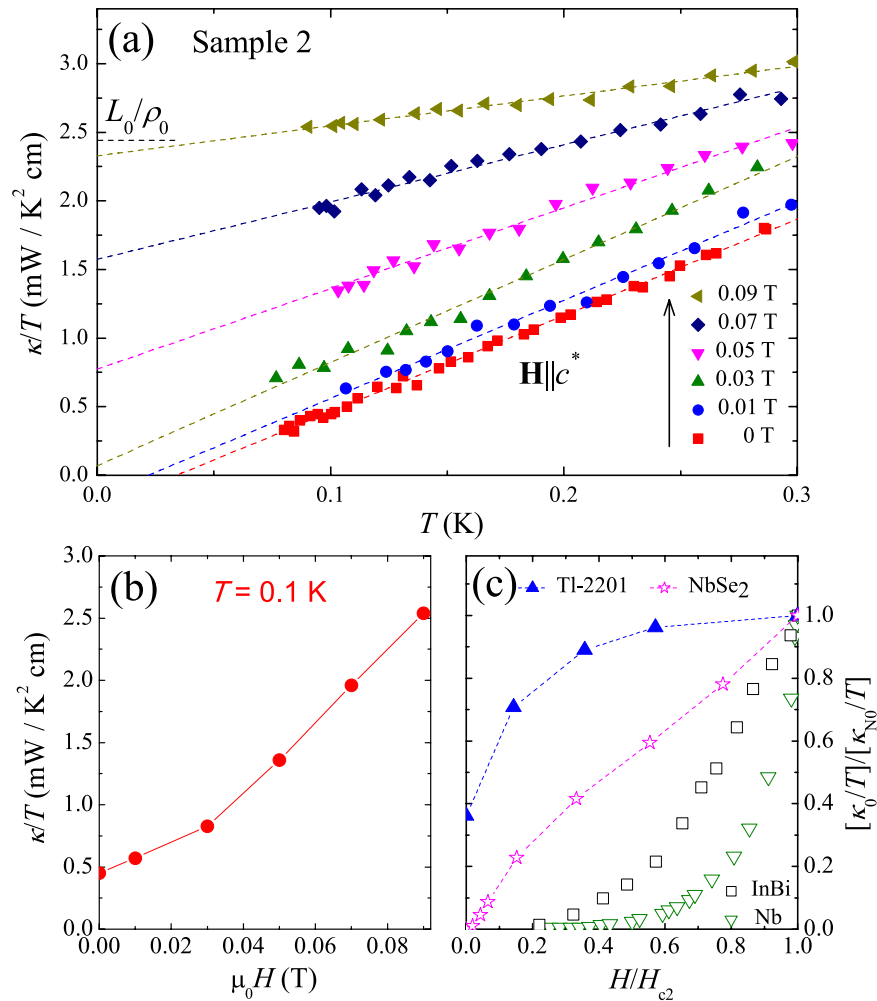 (a) Sample 2
3.0
L₀/ρ₀
2.5
2.0
1.5
1.0
0.5
0.0
κ/T (mW / K² cm)
0.09 T
0.07 T
0.05 T
0.03 T
0.01 T
0 T
H||c*
0.0 0.1 0.2 0.3
T (K)
(b) T = 0.1 K
3.0
2.5
2.0
1.5
1.0
0.5
0.0
κ/T (mW / K² cm)
0.00 0.02 0.04 0.06 0.08
μ₀H (T)
(c) Tl-2201 NbSe₂
1.0
0.8
0.6
0.4
0.2
0.0
[κ₀/T]/[κ_N0/T]
InBi
Nb
0.0 0.2 0.4 0.6 0.8 1.0
H/H_c2